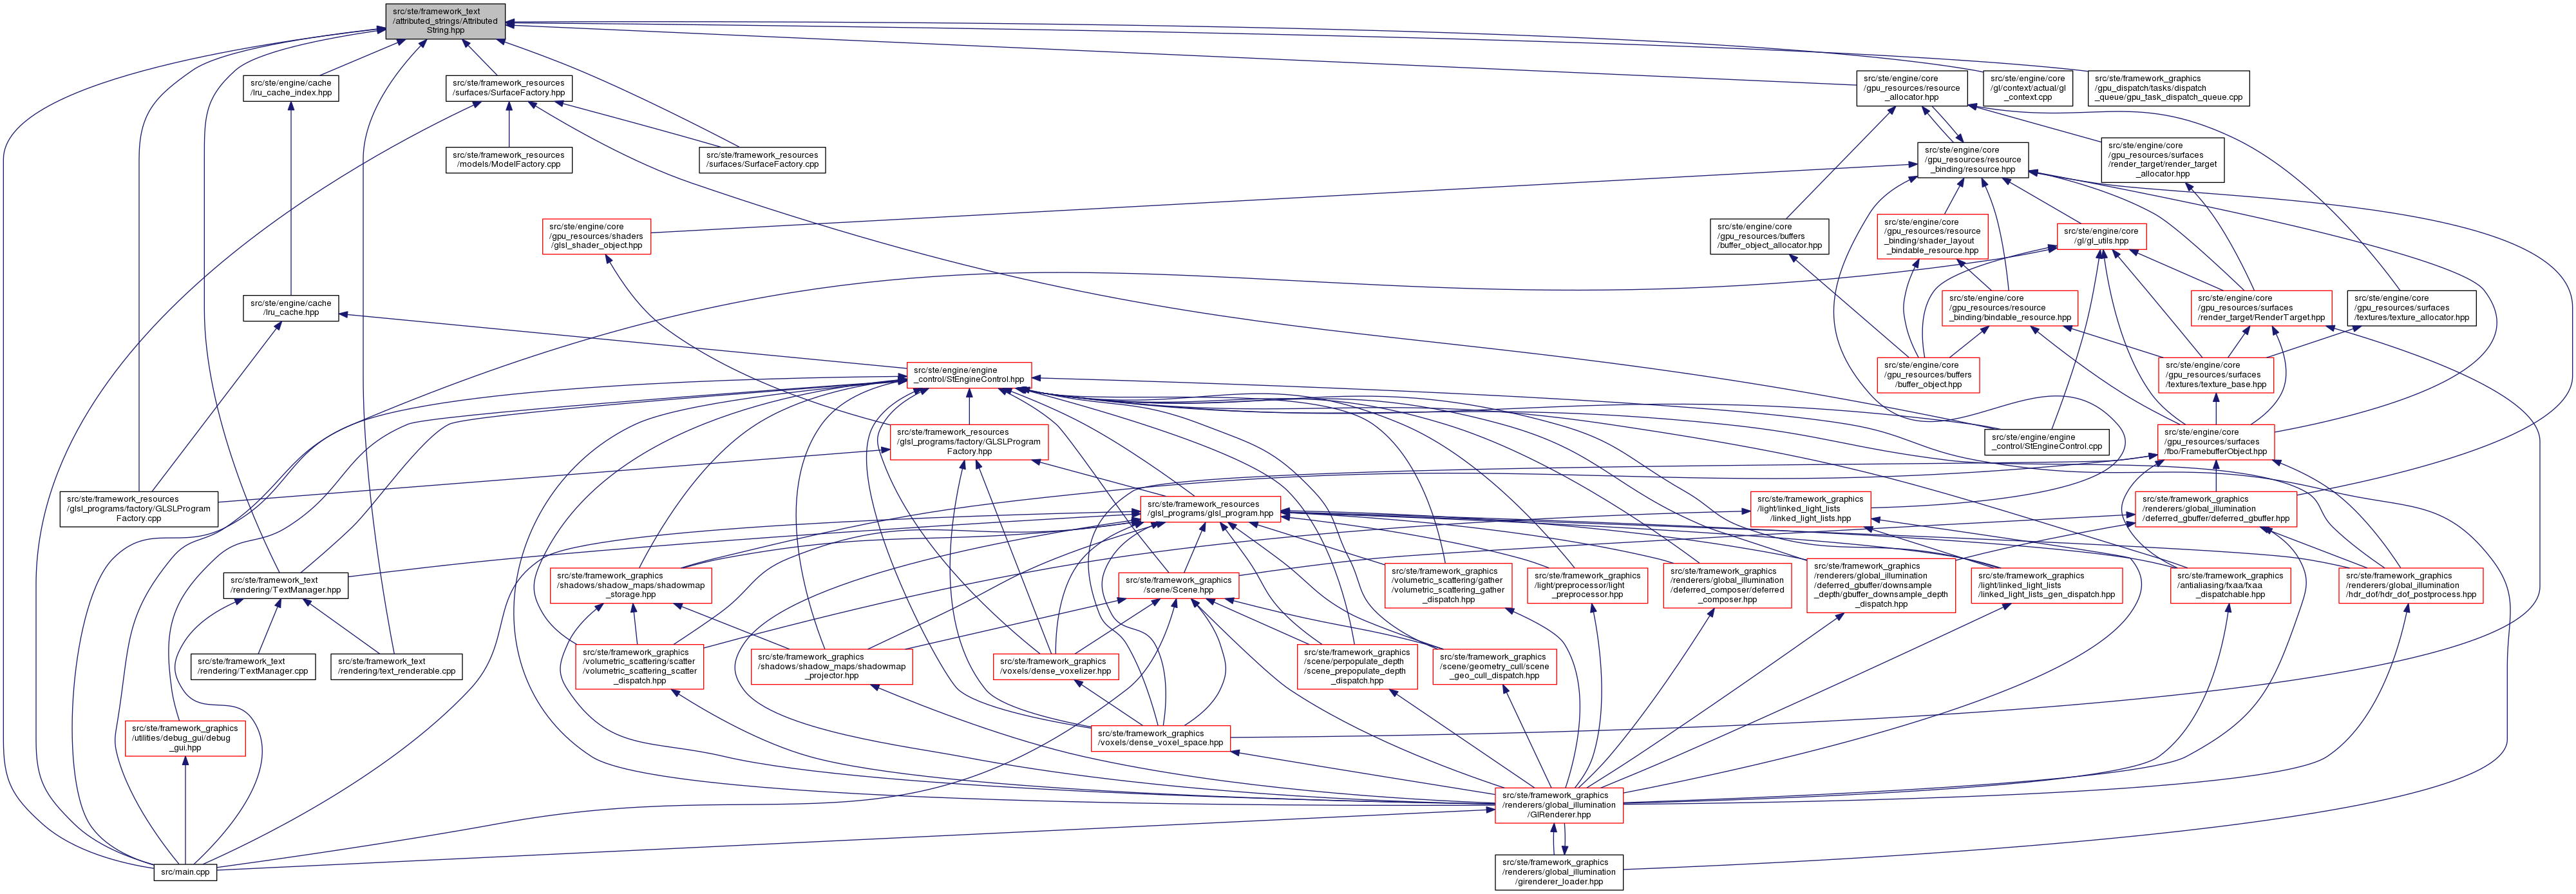 src/ste/framework_text
/attributed_strings/Attributed
String.hpp
src/ste/engine/cache
/lru_cache_index.hpp
src/ste/framework_resources
/surfaces/SurfaceFactory.hpp
src/ste/engine/core
/gpu_resources/resource
_allocator.hpp
src/ste/engine/core
/gl/context/actual/gl
_context.cpp
src/ste/framework_graphics
/gpu_dispatch/tasks/dispatch
_queue/gpu_task_dispatch_queue.cpp
src/ste/framework_resources
/models/ModelFactory.cpp
src/ste/framework_resources
/surfaces/SurfaceFactory.cpp
src/ste/engine/core
/gpu_resources/resource
_binding/resource.hpp
src/ste/engine/core
/gpu_resources/surfaces
/render_target/render_target
_allocator.hpp
src/ste/engine/core
/gpu_resources/shaders
/glsl_shader_object.hpp
src/ste/engine/core
/gpu_resources/buffers
/buffer_object_allocator.hpp
src/ste/engine/core
/gpu_resources/resource
_binding/shader_layout
_bindable_resource.hpp
src/ste/engine/core
/gl/gl_utils.hpp
src/ste/engine/cache
/lru_cache.hpp
src/ste/engine/core
/gpu_resources/resource
_binding/bindable_resource.hpp
src/ste/engine/core
/gpu_resources/surfaces
/render_target/RenderTarget.hpp
src/ste/engine/core
/gpu_resources/surfaces
/textures/texture_allocator.hpp
src/ste/engine/engine
_control/StEngineControl.hpp
src/ste/engine/core
/gpu_resources/buffers
/buffer_object.hpp
src/ste/engine/core
/gpu_resources/surfaces
/textures/texture_base.hpp
src/ste/framework_resources
/glsl_programs/factory/GLSLProgram
Factory.hpp
src/ste/engine/engine
_control/StEngineControl.cpp
src/ste/engine/core
/gpu_resources/surfaces
/fbo/FramebufferObject.hpp
src/ste/framework_resources
/glsl_programs/factory/GLSLProgram
Factory.cpp
src/ste/framework_resources
/glsl_programs/glsl_program.hpp
src/ste/framework_graphics
/light/linked_light_lists
/linked_light_lists.hpp
src/ste/framework_graphics
/renderers/global_illumination
/deferred_gbuffer/deferred_gbuffer.hpp
src/ste/framework_text
/rendering/TextManager.hpp
src/ste/framework_graphics
/shadows/shadow_maps/shadowmap
_storage.hpp
src/ste/framework_graphics
/scene/Scene.hpp
src/ste/framework_graphics
/volumetric_scattering/gather
/volumetric_scattering_gather
_dispatch.hpp
src/ste/framework_graphics
/light/preprocessor/light
_preprocessor.hpp
src/ste/framework_graphics
/renderers/global_illumination
/deferred_composer/deferred
_composer.hpp
src/ste/framework_graphics
/renderers/global_illumination
/deferred_gbuffer/downsample
_depth/gbuffer_downsample_depth
_dispatch.hpp
src/ste/framework_graphics
/light/linked_light_lists
/linked_light_lists_gen_dispatch.hpp
src/ste/framework_graphics
/antialiasing/fxaa/fxaa
_dispatchable.hpp
src/ste/framework_graphics
/renderers/global_illumination
/hdr_dof/hdr_dof_postprocess.hpp
src/ste/framework_text
/rendering/TextManager.cpp
src/ste/framework_text
/rendering/text_renderable.cpp
src/ste/framework_graphics
/volumetric_scattering/scatter
/volumetric_scattering_scatter
_dispatch.hpp
src/ste/framework_graphics
/shadows/shadow_maps/shadowmap
_projector.hpp
src/ste/framework_graphics
/voxels/dense_voxelizer.hpp
src/ste/framework_graphics
/scene/perpopulate_depth
/scene_prepopulate_depth
_dispatch.hpp
src/ste/framework_graphics
/scene/geometry_cull/scene
_geo_cull_dispatch.hpp
src/ste/framework_graphics
/utilities/debug_gui/debug
_gui.hpp
src/ste/framework_graphics
/voxels/dense_voxel_space.hpp
src/ste/framework_graphics
/renderers/global_illumination
/GIRenderer.hpp
src/main.cpp
src/ste/framework_graphics
/renderers/global_illumination
/girenderer_loader.hpp